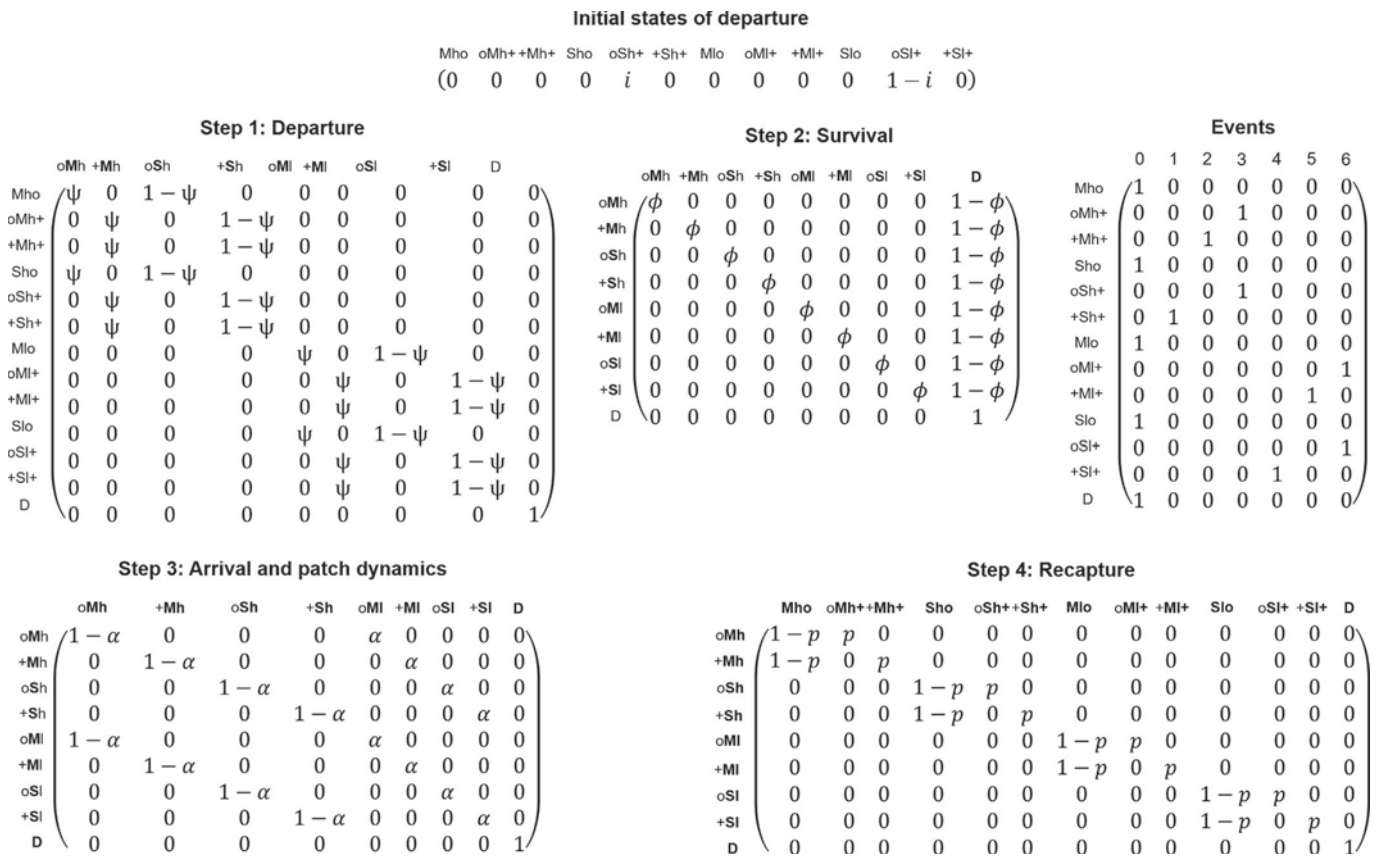 Initial states of departure
Mho oMh+ +Mh+ Sho oSh+ +Sh+ Mlo oMl+ +Ml+ Slo oSl+ +Sl+
(0 0 0 0 i 0 0 0 0 0 1 − i 0)
Step 1: Departure
oMh +Mh oSh +Sh oMl +Ml oSl +Sl D
Mho ψ 0 1 − ψ 0 0 0 0 0 0
oMh+ 0 ψ 0 1 − ψ 0 0 0 0 0
+Mh+ 0 ψ 0 1 − ψ 0 0 0 0 0
Sho ψ 0 1 − ψ 0 0 0 0 0 0
oSh+ 0 ψ 0 1 − ψ 0 0 0 0 0
+Sh+ 0 ψ 0 1 − ψ 0 0 0 0 0
Mlo 0 0 0 0 ψ 0 1 − ψ 0 0
oMl+ 0 0 0 0 0 ψ 0 1 − ψ 0
+Ml+ 0 0 0 0 0 ψ 0 1 − ψ 0
Slo 0 0 0 0 ψ 0 1 − ψ 0 0
oSl+ 0 0 0 0 0 ψ 0 1 − ψ 0
+Sl+ 0 0 0 0 0 ψ 0 1 − ψ 0
D 0 0 0 0 0 0 0 0 1
Step 2: Survival
oMh +Mh oSh +Sh oMl +Ml oSl +Sl D
oMh ϕ 0 0 0 0 0 0 0 1 − ϕ
+Mh 0 ϕ 0 0 0 0 0 0 1 − ϕ
oSh 0 0 ϕ 0 0 0 0 0 1 − ϕ
+Sh 0 0 0 ϕ 0 0 0 0 1 − ϕ
oMl 0 0 0 0 ϕ 0 0 0 1 − ϕ
+Ml 0 0 0 0 0 ϕ 0 0 1 − ϕ
oSl 0 0 0 0 0 0 ϕ 0 1 − ϕ
+Sl 0 0 0 0 0 0 0 ϕ 1 − ϕ
D 0 0 0 0 0 0 0 0 1
Events
0 1 2 3 4 5 6
Mho 1 0 0 0 0 0 0
oMh+ 0 0 0 1 0 0 0
+Mh+ 0 0 1 0 0 0 0
Sho 1 0 0 0 0 0 0
oSh+ 0 0 0 1 0 0 0
+Sh+ 0 1 0 0 0 0 0
Mlo 1 0 0 0 0 0 0
oMl+ 0 0 0 0 0 0 1
+Ml+ 0 0 0 0 0 1 0
Slo 1 0 0 0 0 0 0
oSl+ 0 0 0 0 0 0 1
+Sl+ 0 0 0 0 1 0 0
D 1 0 0 0 0 0 0
Step 3: Arrival and patch dynamics
oMh +Mh oSh +Sh oMl +Ml oSl +Sl D
oMh 1 − α 0 0 0 α 0 0 0 0
+Mh 0 1 − α 0 0 0 α 0 0 0
oSh 0 0 1 − α 0 0 0 α 0 0
+Sh 0 0 0 1 − α 0 0 0 α 0
oMl 1 − α 0 0 0 α 0 0 0 0
+Ml 0 1 − α 0 0 0 α 0 0 0
oSl 0 0 1 − α 0 0 0 α 0 0
+Sl 0 0 0 1 − α 0 0 0 α 0
D 0 0 0 0 0 0 0 0 1
Step 4: Recapture
Mho oMh+ +Mh+ Sho oSh+ +Sh+ Mlo oMl+ +Ml+ Slo oSl+ +Sl+ D
oMh 1 − p p 0 0 0 0 0 0 0 0 0 0 0
+Mh 1 − p 0 p 0 0 0 0 0 0 0 0 0 0
oSh 0 0 0 1 − p p 0 0 0 0 0 0 0 0
+Sh 0 0 0 1 − p 0 p 0 0 0 0 0 0 0
oMl 0 0 0 0 0 0 1 − p p 0 0 0 0 0
+Ml 0 0 0 0 0 0 1 − p 0 p 0 0 0 0
oSl 0 0 0 0 0 0 0 0 0 1 − p p 0 0
+Sl 0 0 0 0 0 0 0 0 0 1 − p 0 p 0
D 0 0 0 0 0 0 0 0 0 0 0 0 1